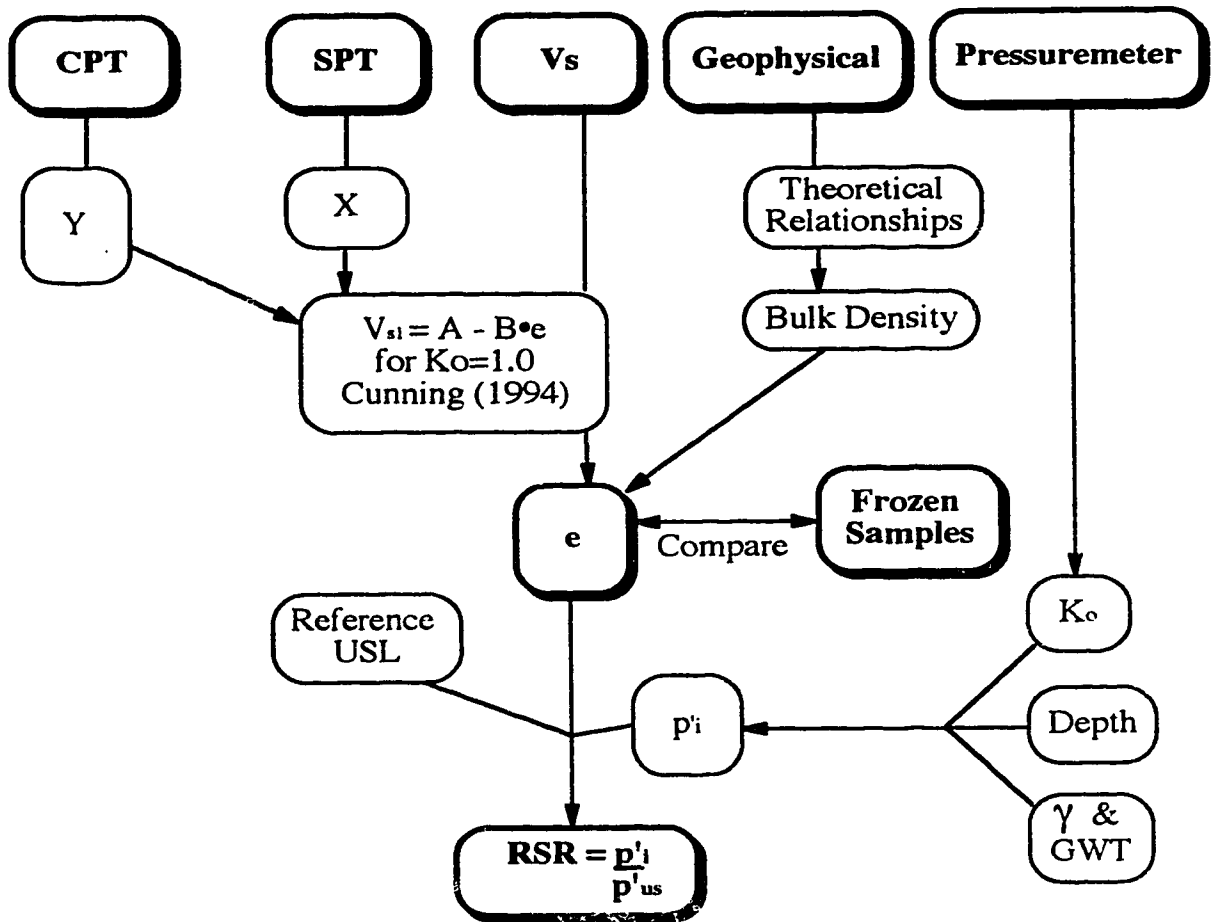 CPT
SPT
Vs
Geophysical
Pressuremeter
Y
X
Theoretical
Relationships
Vs1 = A - B•e
for Ko=1.0
Cunning (1994)
Bulk Density
e
Compare
Frozen
Samples
Reference
USL
Ko
p'i
Depth
γ &
GWT
RSR = p'i
p'us